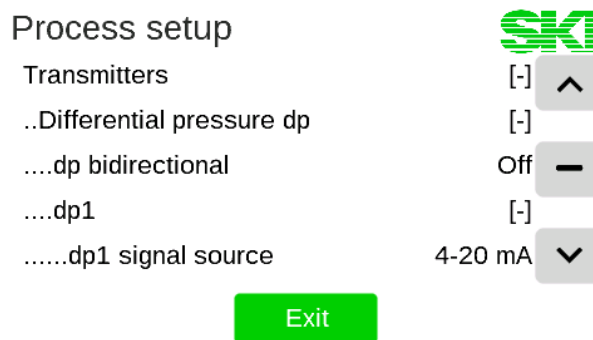 Process setup
SKI
Transmitters [-]
..Differential pressure dp [-]
....dp bidirectional Off
....dp1 [-]
......dp1 signal source 4-20 mA
Exit